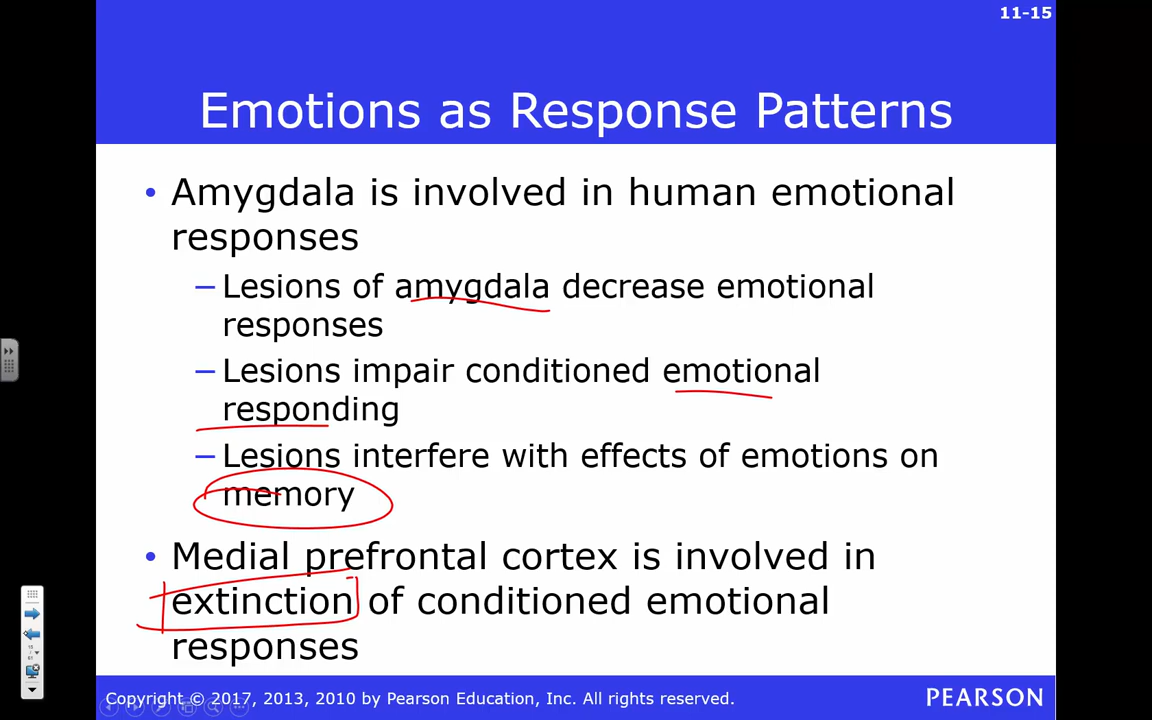 11-15
Emotions as Response Patterns
• Amygdala is involved in human emotional
responses
– Lesions of amygdala decrease emotional
responses
– Lesions impair conditioned emotional
responding
– Lesions interfere with effects of emotions on
memory
• Medial prefrontal cortex is involved in
extinction of conditioned emotional
responses
Copyright © 2017, 2013, 2010 by Pearson Education, Inc. All rights reserved.
PEARSON